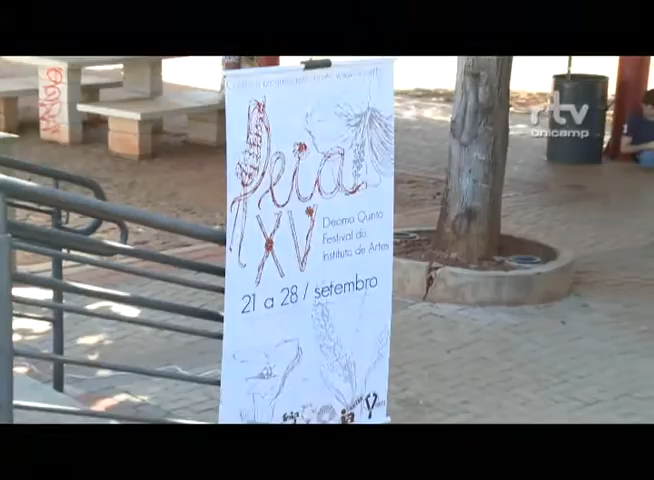 rtv
unicamp
feia
XV
Décimo Quinto
Festival do
Instituto de Artes
21 a 28 / setembro